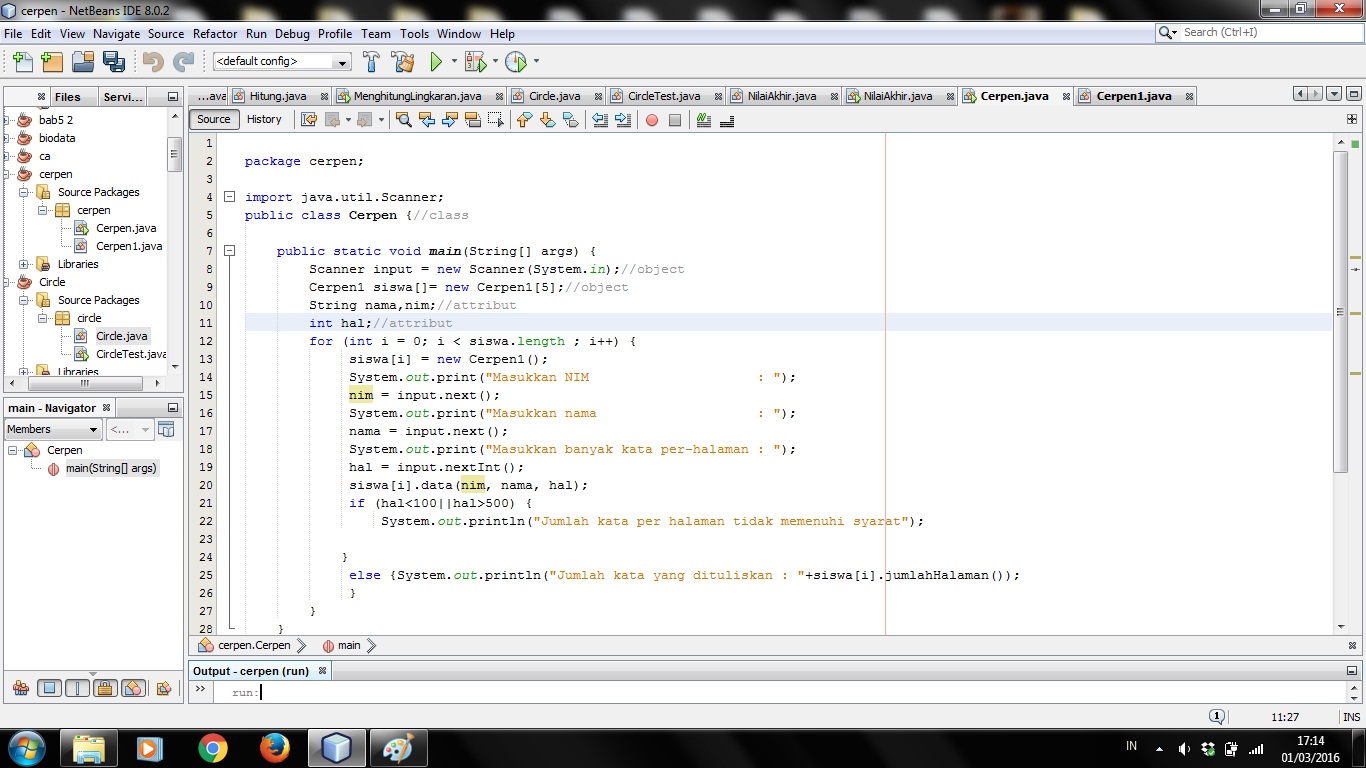 cerpen - NetBeans IDE 8.0.2
File Edit View Navigate Source Refactor Run Debug Profile Team Tools Window Help
Search (Ctrl+I)
<default config>
Files Servi...
...ava Hitung.java MenghitungLingkaran.java Circle.java CircleTest.java NilaiAkhir.java NilaiAkhir.java Cerpen.java Cerpen1.java
Source History
bab5 2
biodata
ca
cerpen
Source Packages
cerpen
Cerpen.java
Cerpen1.java
Libraries
Circle
Source Packages
circle
Circle.java
CircleTest.java
Libraries
main - Navigator
Members <...
Cerpen
main(String[] args)
1
2 package cerpen;
3
4 import java.util.Scanner;
5 public class Cerpen {//class
6
7 public static void main(String[] args) {
8 Scanner input = new Scanner(System.in);//object
9 Cerpen1 siswa[]= new Cerpen1[5];//object
10 String nama,nim;//attribut
11 int hal;//attribut
12 for (int i = 0; i < siswa.length ; i++) {
13 siswa[i] = new Cerpen1();
14 System.out.print("Masukkan NIM : ");
15 nim = input.next();
16 System.out.print("Masukkan nama : ");
17 nama = input.next();
18 System.out.print("Masukkan banyak kata per-halaman : ");
19 hal = input.nextInt();
20 siswa[i].data(nim, nama, hal);
21 if (hal<100||hal>500) {
22 System.out.println("Jumlah kata per halaman tidak memenuhi syarat");
23
24 }
25 else {System.out.println("Jumlah kata yang dituliskan : "+siswa[i].jumlahHalaman());
26 }
27 }
28 }
cerpen.Cerpen main
Output - cerpen (run)
run:
1 11:27 INS
IN
17:14
01/03/2016